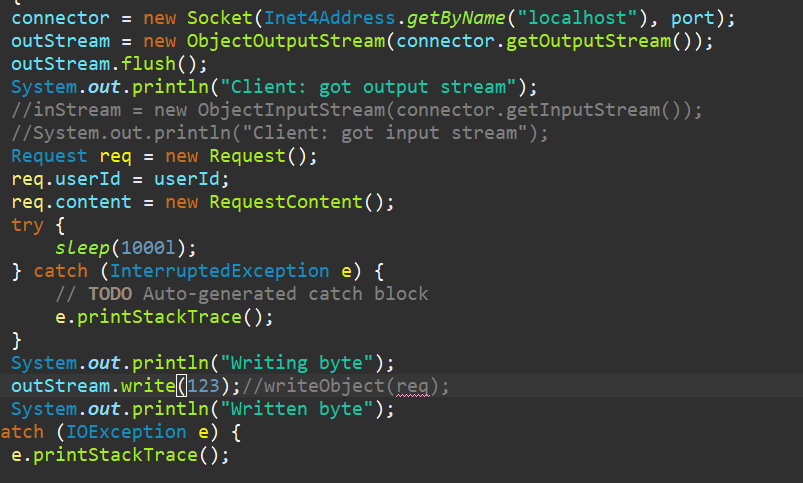 {
connector = new Socket(Inet4Address.getByName("localhost"), port);
outStream = new ObjectOutputStream(connector.getOutputStream());
outStream.flush();
System.out.println("Client: got output stream");
//inStream = new ObjectInputStream(connector.getInputStream());
//System.out.println("Client: got input stream");
Request req = new Request();
req.userId = userId;
req.content = new RequestContent();
try {
    sleep(1000l);
} catch (InterruptedException e) {
    // TODO Auto-generated catch block
    e.printStackTrace();
}
System.out.println("Writing byte");
outStream.write(123);//writeObject(req);
System.out.println("Written byte");
atch (IOException e) {
e.printStackTrace();